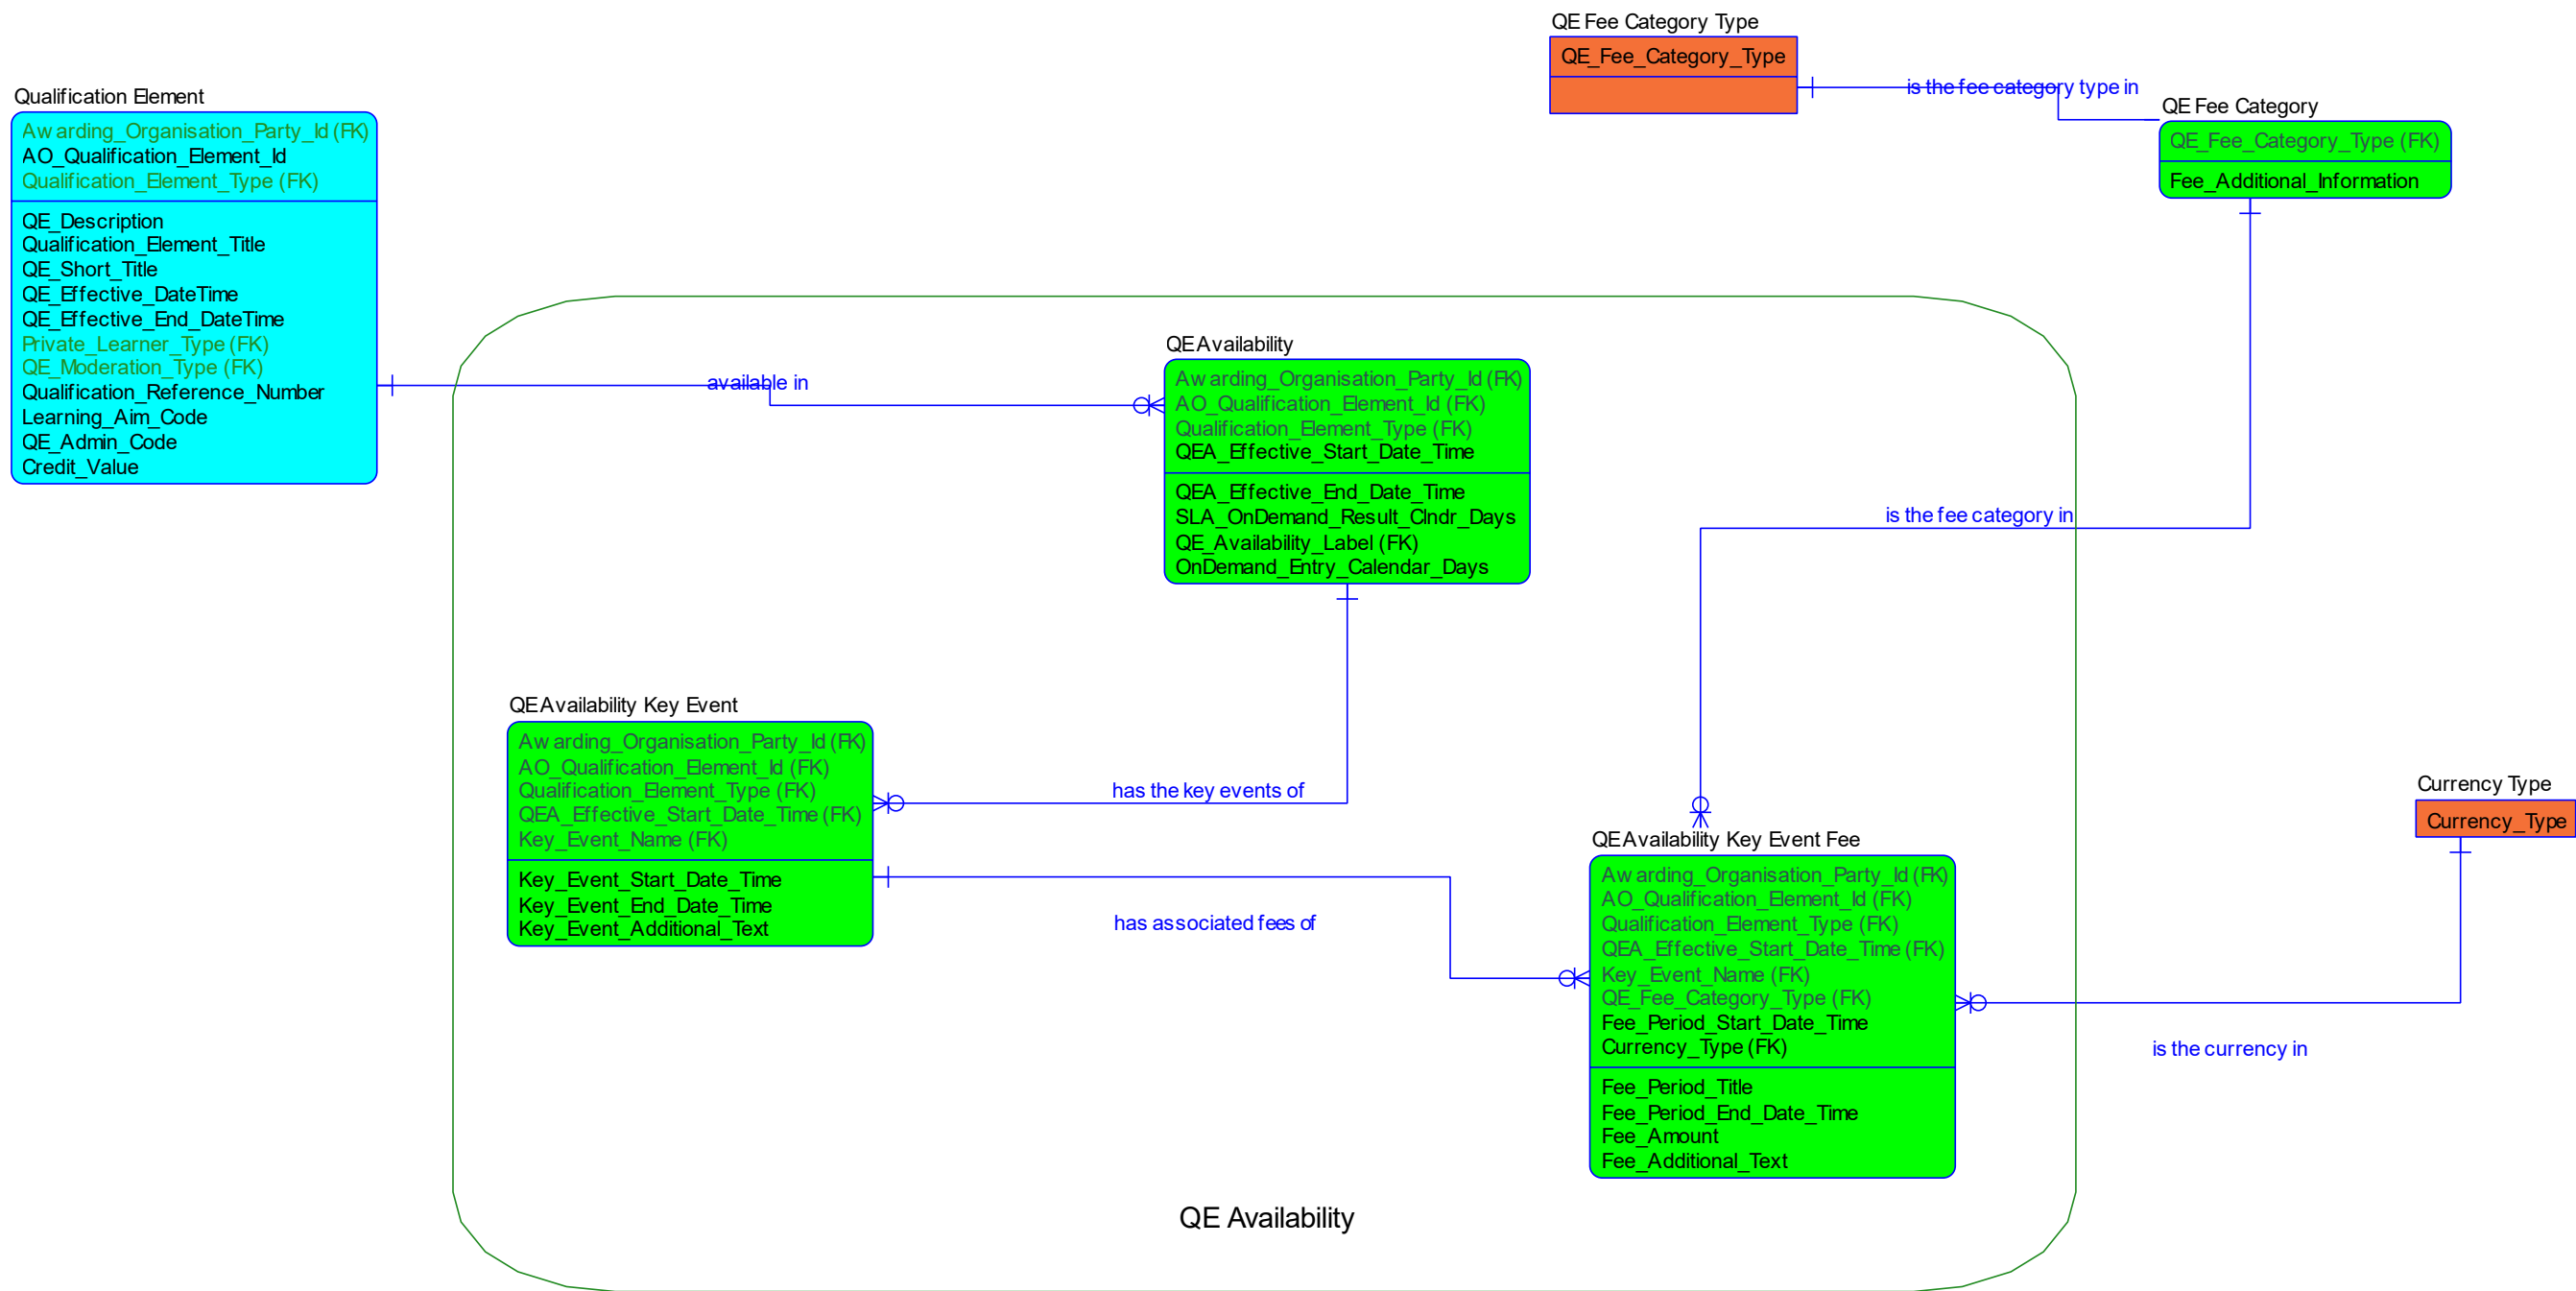 QE Fee Category Type
QE_Fee_Category_Type
is the fee category type in
QE Fee Category
QE_Fee_Category_Type (FK)
Fee_Additional_Information
Qualification Element
Awarding_Organisation_Party_Id (FK)
AO_Qualification_Element_Id
Qualification_Element_Type (FK)
QE_Description
Qualification_Element_Title
QE_Short_Title
QE_Effective_DateTime
QE_Effective_End_DateTime
Private_Learner_Type (FK)
QE_Moderation_Type (FK)
Qualification_Reference_Number
Learning_Aim_Code
QE_Admin_Code
Credit_Value
available in
QE Availability
Awarding_Organisation_Party_Id (FK)
AO_Qualification_Element_Id (FK)
Qualification_Element_Type (FK)
QEA_Effective_Start_Date_Time
QEA_Effective_End_Date_Time
SLA_OnDemand_Result_Clndr_Days
QE_Availability_Label (FK)
OnDemand_Entry_Calendar_Days
is the fee category in
QE Availability Key Event
Awarding_Organisation_Party_Id (FK)
AO_Qualification_Element_Id (FK)
Qualification_Element_Type (FK)
QEA_Effective_Start_Date_Time (FK)
Key_Event_Name (FK)
Key_Event_Start_Date_Time
Key_Event_End_Date_Time
Key_Event_Additional_Text
has the key events of
has associated fees of
QE Availability Key Event Fee
Awarding_Organisation_Party_Id (FK)
AO_Qualification_Element_Id (FK)
Qualification_Element_Type (FK)
QEA_Effective_Start_Date_Time (FK)
Key_Event_Name (FK)
QE_Fee_Category_Type (FK)
Fee_Period_Start_Date_Time
Currency_Type (FK)
Fee_Period_Title
Fee_Period_End_Date_Time
Fee_Amount
Fee_Additional_Text
Currency Type
Currency_Type
is the currency in
QE Availability